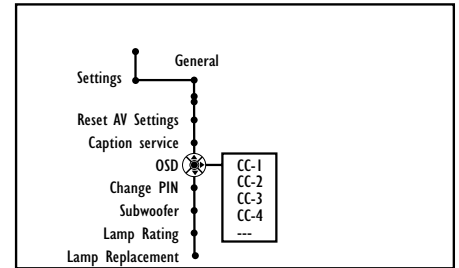 General
Settings
Reset AV Settings
Caption service
OSD
Change PIN
Subwoofer
Lamp Rating
Lamp Replacement
CC-1
CC-2
CC-3
CC-4
---